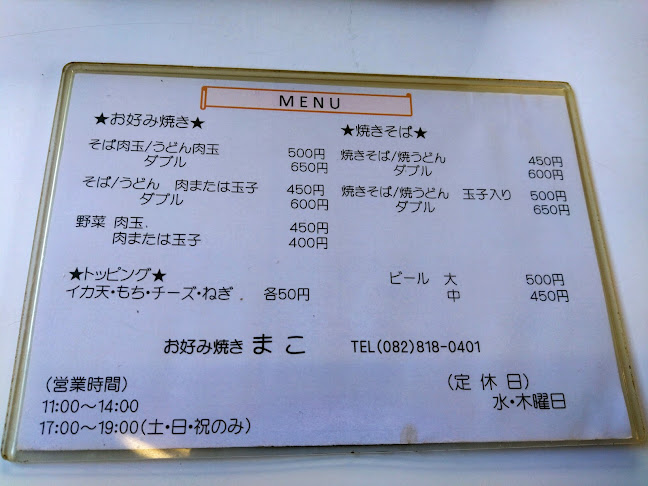 MENU
★お好み焼き★
そば肉玉/うどん肉玉 500円
ダブル 650円
そば/うどん 肉または玉子 450円
ダブル 600円
野菜 肉玉. 450円
肉または玉子 400円
★焼きそば★
焼きそば/焼うどん 450円
ダブル 600円
焼きそば/焼うどん 玉子入り 500円
ダブル 650円
★トッピング★
イカ天・もち・チーズ・ねぎ . 各50円
ビール 大 500円
中 450円
お好み焼き まこ TEL(082)818-0401
(営業時間)
11:00～14:00
17:00～19:00(土・日・祝のみ)
(定休日)
水・木曜日